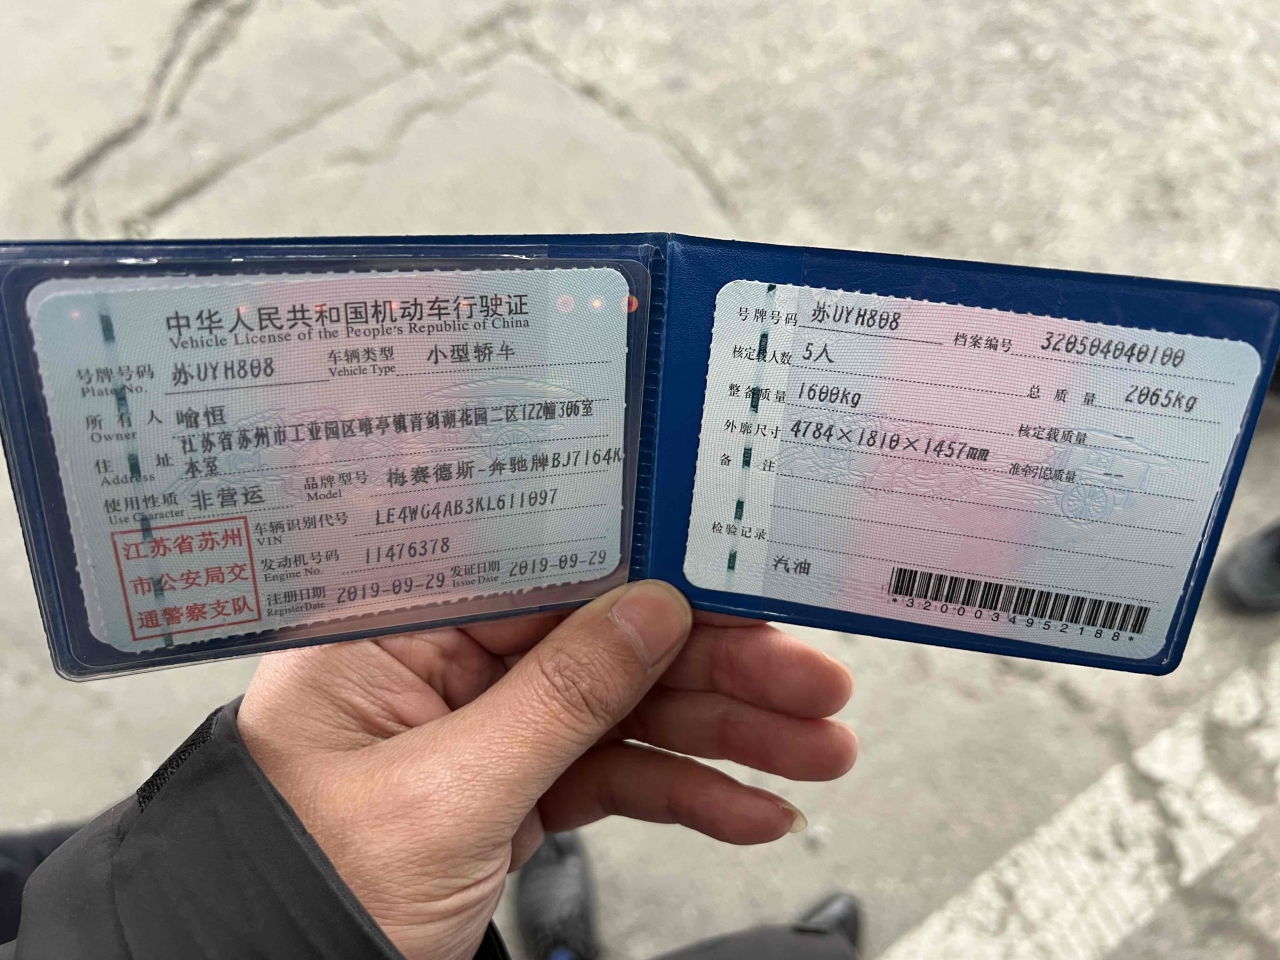 中华人民共和国机动车行驶证
Vehicle License of the People's Republic of China
号牌号码 苏UYH808 车辆类型 小型轿车
Plate No. Vehicle Type
所有人 喻恒
Owner
住址 江苏省苏州市工业园区唯亭镇青剑湖花园二区122幢306室
Address 本室
使用性质 非营运 品牌型号 梅赛德斯-奔驰牌BJ7164K
Use Character Model
江苏省苏州
市公安局交
通警察支队
车辆识别代号 LE4WG4AB3KL611097
VIN
发动机号码 11476378
Engine No.
注册日期 2019-09-29 发证日期 2019-09-29
Register Date Issue Date
号牌号码 苏UYH808 档案编号 320504040100
核定载人数 5人 总质量 2065kg
整备质量 1600kg 核定载质量 --
外廓尺寸 4784×1810×1457mm 准牵引总质量 --
备注
检验记录
汽油
*3200034952188*